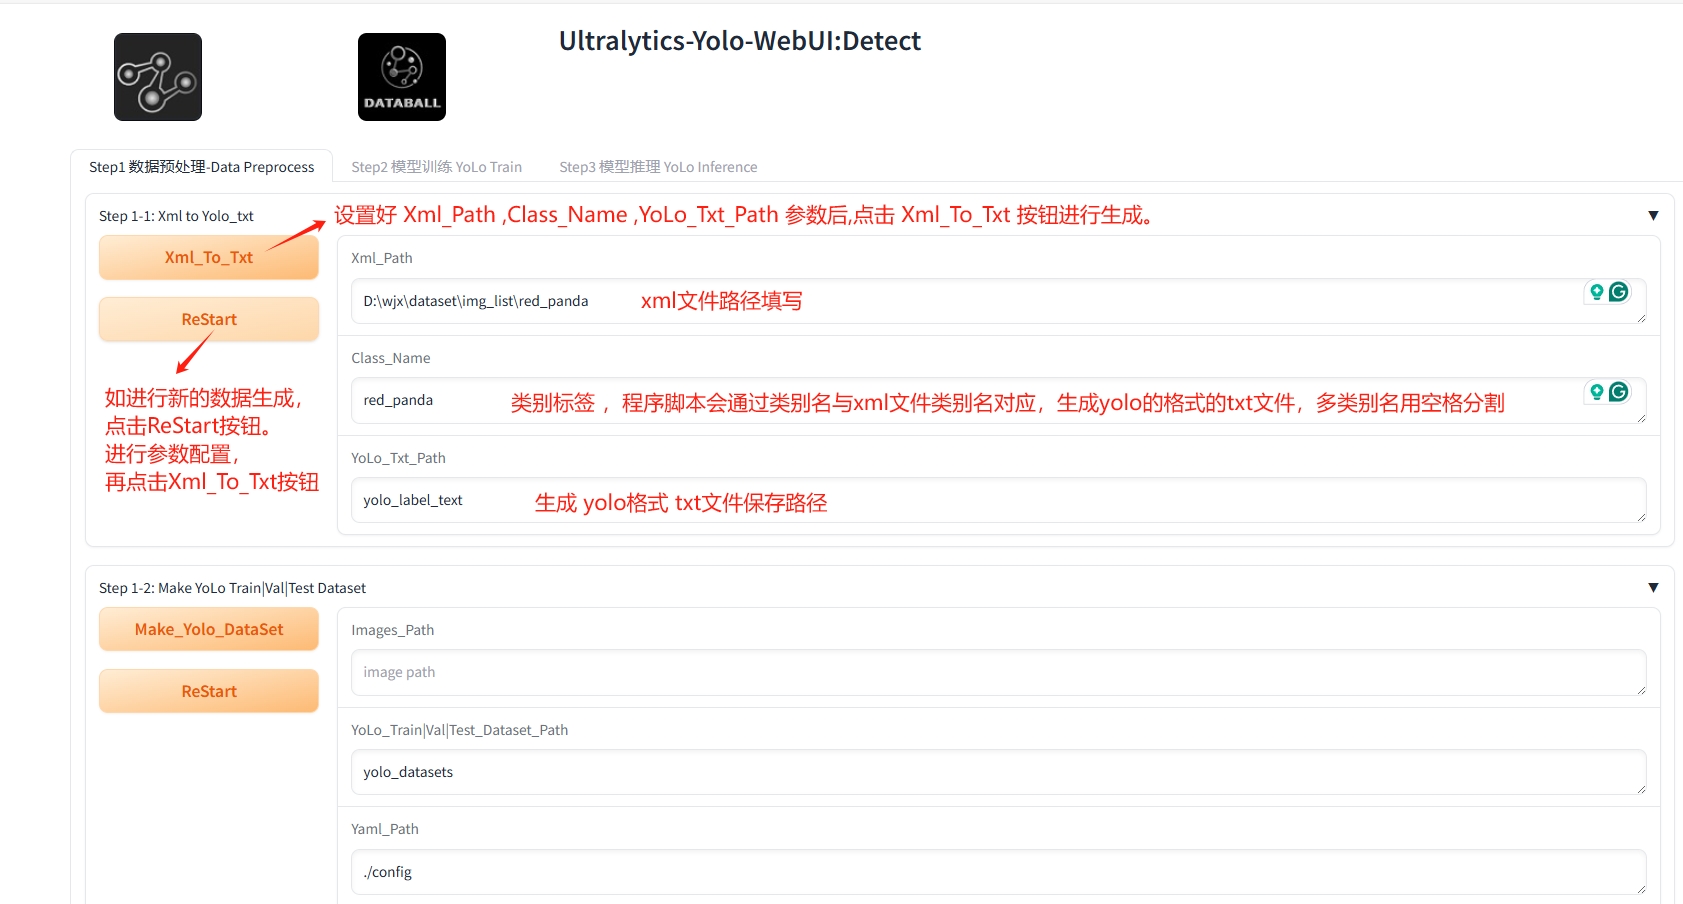 Ultralytics-Yolo-WebUI:Detect
DATABALL
Step1 数据预处理-Data Preprocess
Step2 模型训练 YoLo Train
Step3 模型推理 YoLo Inference
Step 1-1: Xml to Yolo_txt
设置好 Xml_Path ,Class_Name ,YoLo_Txt_Path 参数后,点击 Xml_To_Txt 按钮进行生成。
Xml_To_Txt
ReStart
如进行新的数据生成，
点击ReStart按钮。
进行参数配置，
再点击Xml_To_Txt按钮
Xml_Path
D:\wjx\dataset\img_list\red_panda
xml文件路径填写
Class_Name
red_panda
类别标签 ，程序脚本会通过类别名与xml文件类别名对应，生成yolo的格式的txt文件，多类别名用空格分割
YoLo_Txt_Path
yolo_label_text
生成 yolo格式 txt文件保存路径
Step 1-2: Make YoLo Train|Val|Test Dataset
Make_Yolo_DataSet
ReStart
Images_Path
image path
YoLo_Train|Val|Test_Dataset_Path
yolo_datasets
Yaml_Path
./config